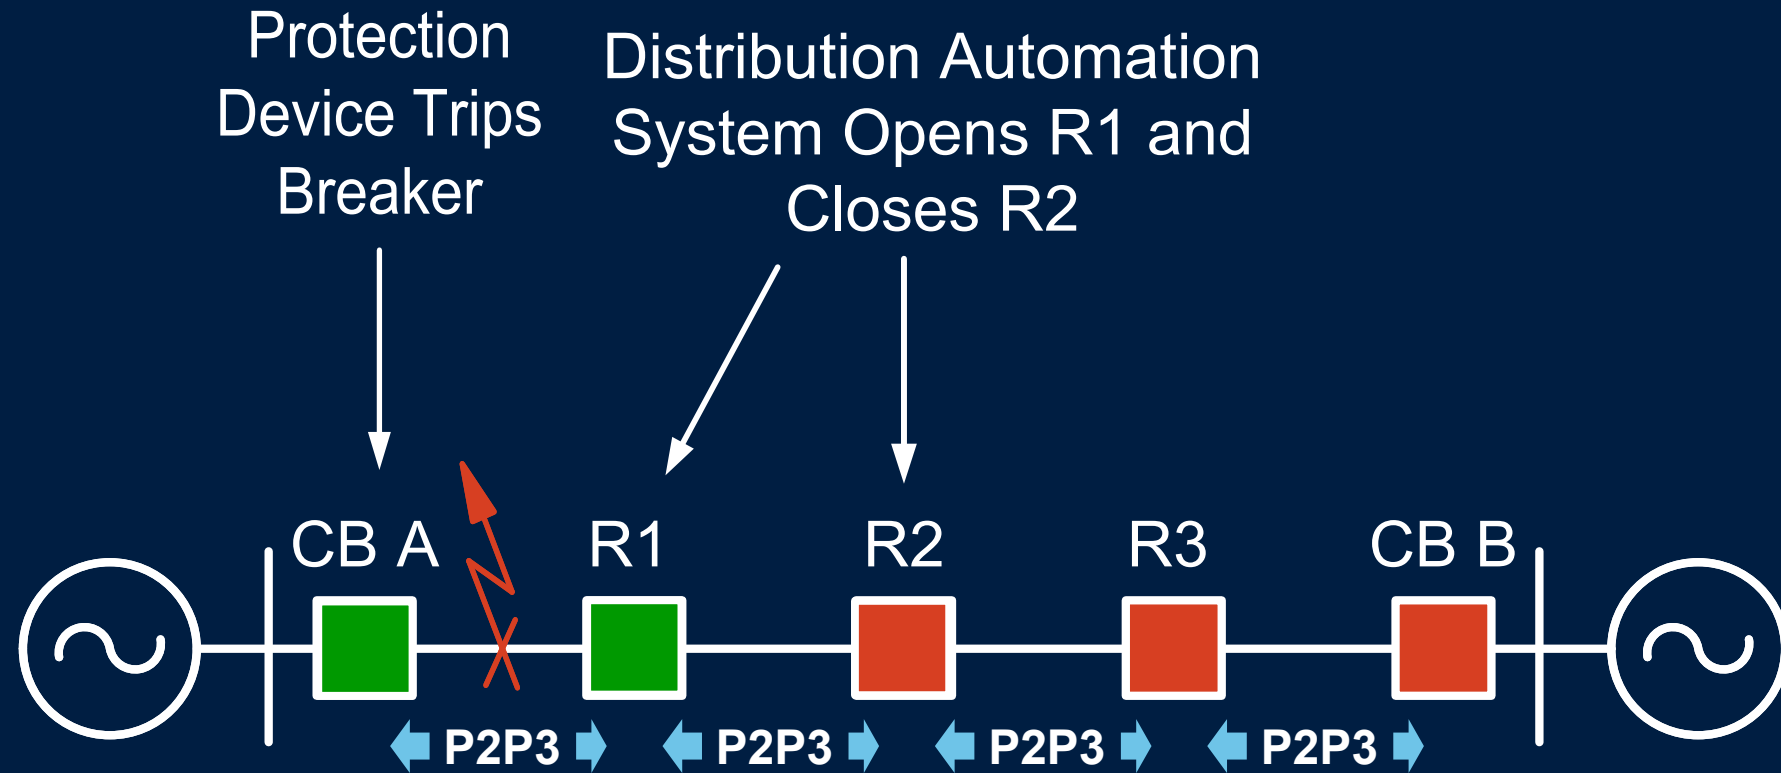 Protection
Device Trips
Breaker
Distribution Automation
System Opens R1 and
Closes R2
CB A
R1
R2
R3
CB B
P2P3
P2P3
P2P3
P2P3